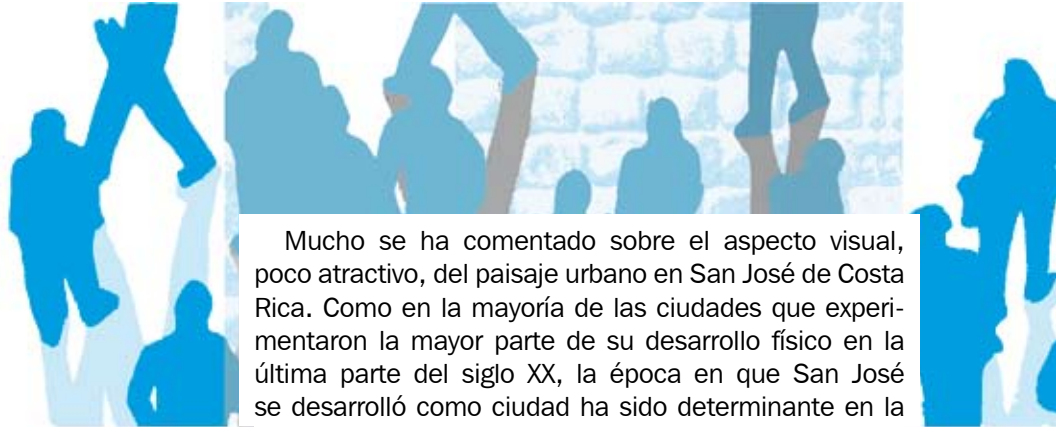 Mucho se ha comentado sobre el aspecto visual,
poco atractivo, del paisaje urbano en San José de Costa
Rica. Como en la mayoría de las ciudades que experi-
mentaron la mayor parte de su desarrollo físico en la
última parte del siglo XX, la época en que San José
se desarrolló como ciudad ha sido determinante en la